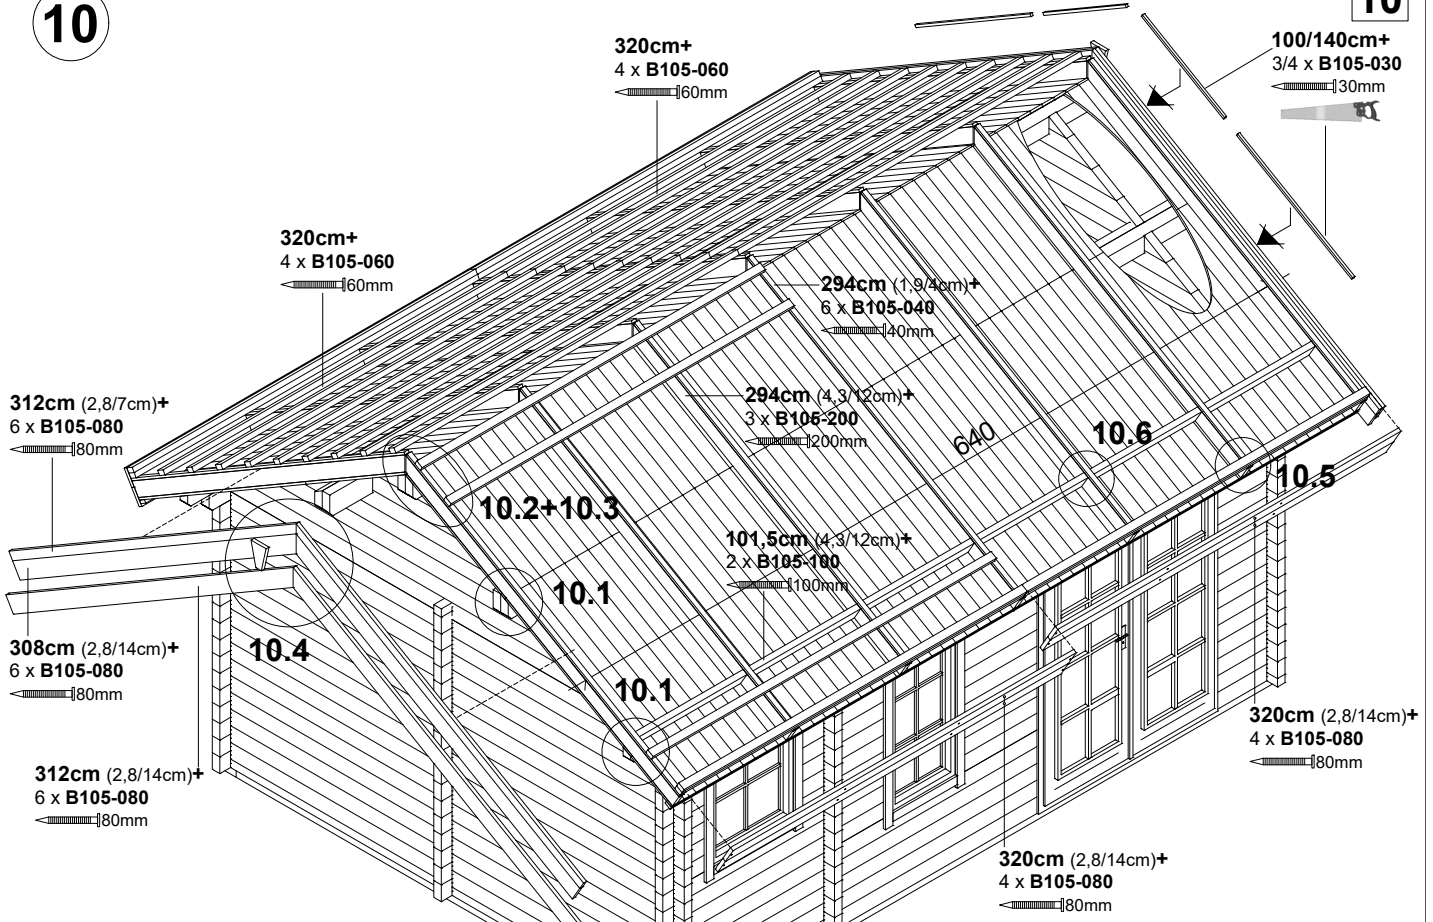 10
10
320cm+
4 x B105-060
60mm
100/140cm+
3/4 x B105-030
30mm
320cm+
4 x B105-060
60mm
294cm (1,9/4cm)+
6 x B105-040
40mm
312cm (2,8/7cm)+
6 x B105-080
80mm
294cm (4,3/12cm)+
3 x B105-200
200mm
640
10.6
10.5
10.2+10.3
101,5cm (4,3/12cm)+
2 x B105-100
100mm
10.1
10.4
308cm (2,8/14cm)+
6 x B105-080
80mm
10.1
320cm (2,8/14cm)+
4 x B105-080
80mm
312cm (2,8/14cm)+
6 x B105-080
80mm
320cm (2,8/14cm)+
4 x B105-080
80mm